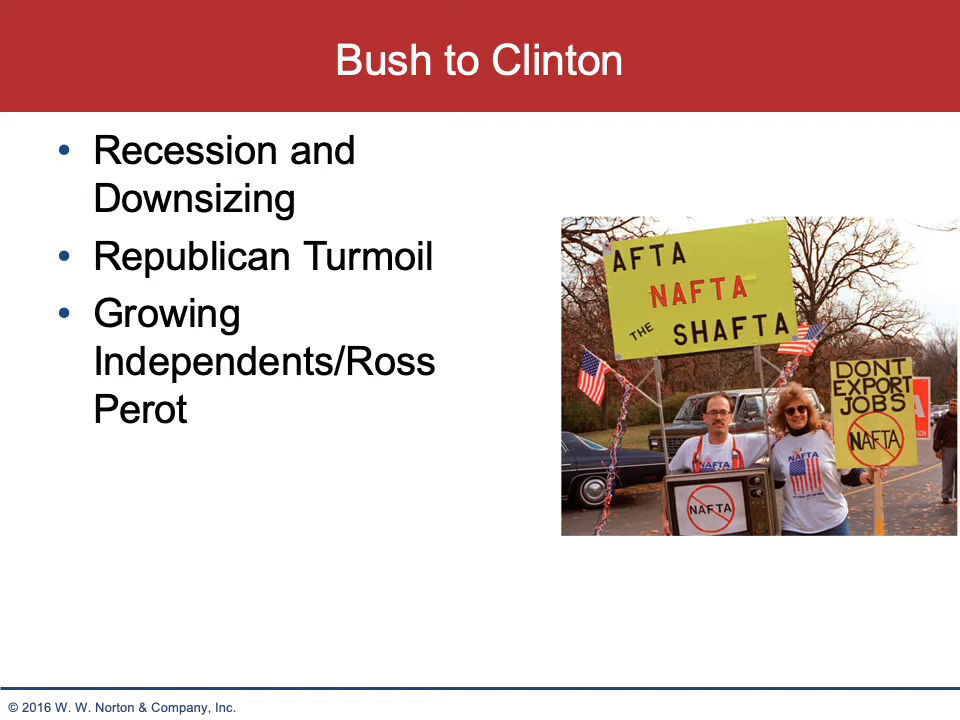 Bush to Clinton
• Recession and
Downsizing
• Republican Turmoil
• Growing
Independents/Ross
Perot
AFTA
NAFTA
THE SHAFTA
DONT
EXPORT
JOBS
NAFTA
NAFTA
NAFTA
NAFTA
© 2016 W. W. Norton & Company, Inc.